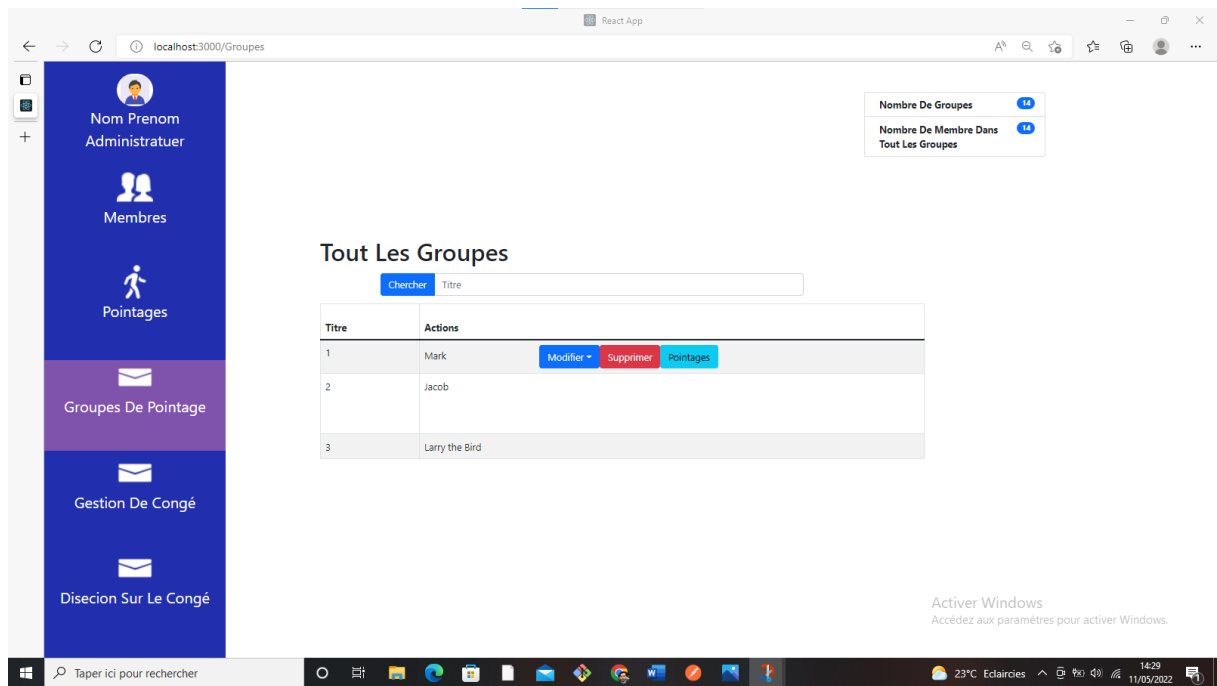 React App
localhost:3000/Groupes
Nom Prenom
Administratuer
Membres
Pointages
Groupes De Pointage
Gestion De Congé
Disecion Sur Le Congé
Nombre De Groupes 14
Nombre De Membre Dans 14
Tout Les Groupes
Tout Les Groupes
Chercher Titre
Titre Actions
1 Mark Modifier Supprimer Pointages
2 Jacob
3 Larry the Bird
Activer Windows
Accédez aux paramètres pour activer Windows.
Taper ici pour rechercher
23°C Eclaircies
14:29
11/05/2022